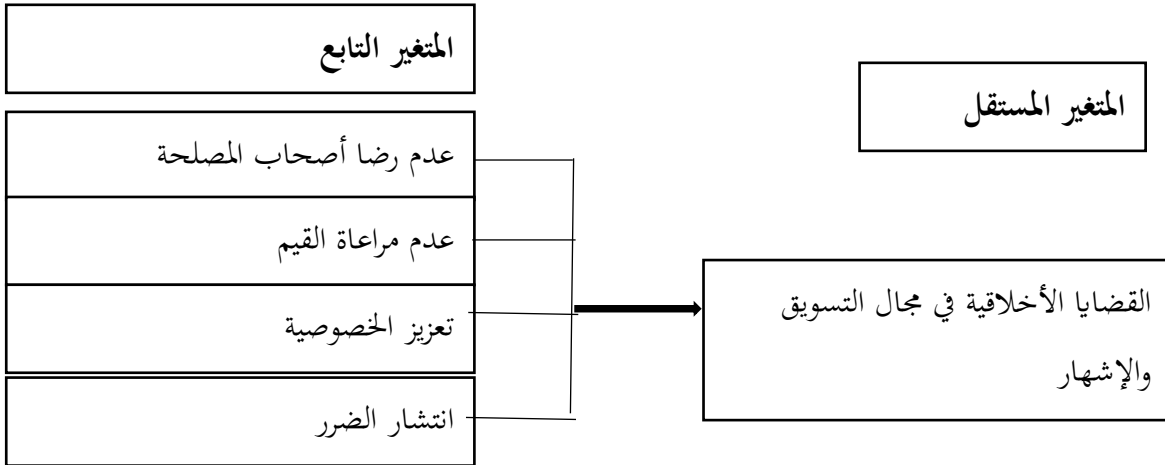 المتغير التابع
المتغير المستقل
عدم رضا أصحاب المصلحة
عدم مراعاة القيم
تعزيز الخصوصية
انتشار الضرر
القضايا الأخلاقية في مجال التسويق
والإشهار